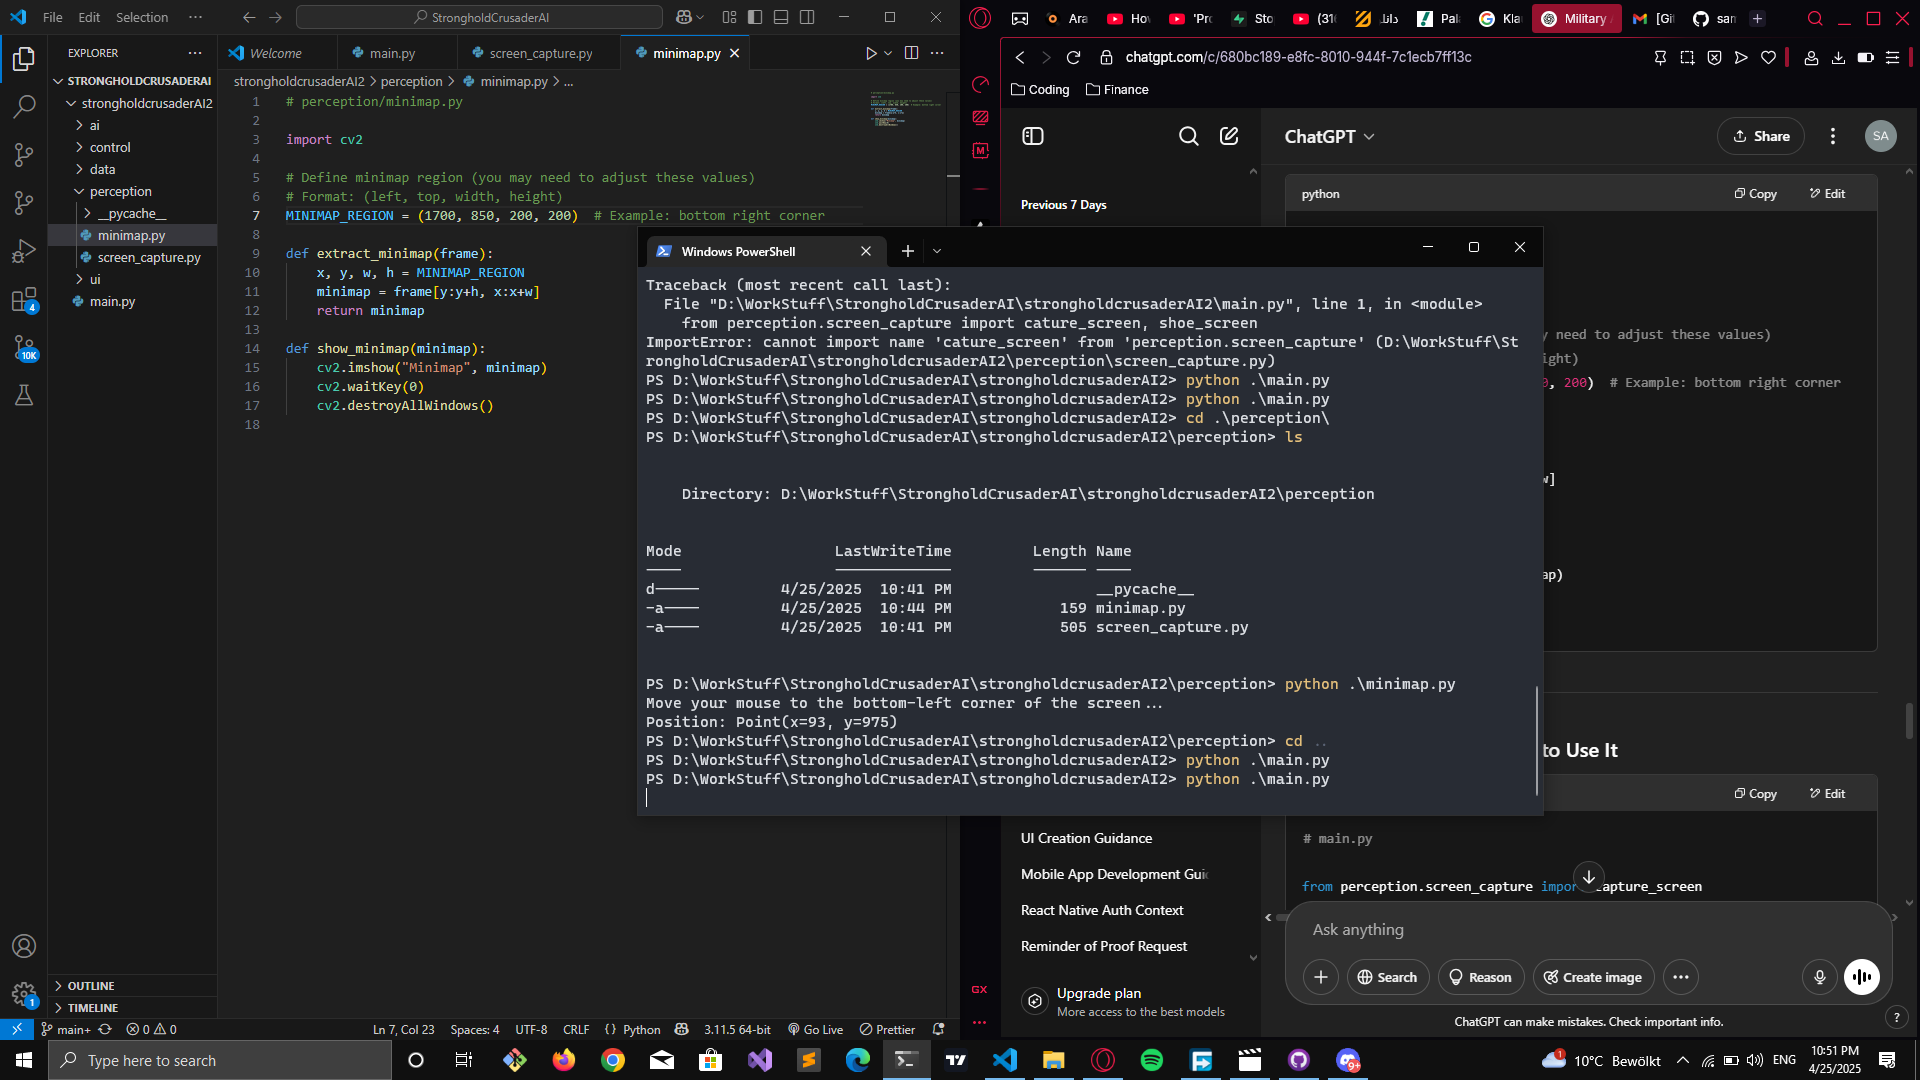 File Edit Selection ···
StrongholdCrusaderAI
EXPLORER
STRONGHOLDCRUSADERAI
strongholdcrusaderAI2
ai
control
data
perception
__pycache__
minimap.py
screen_capture.py
ui
main.py
OUTLINE
TIMELINE
4
10K
1
Welcome
main.py
screen_capture.py
minimap.py
strongholdcrusaderAI2 > perception > minimap.py > ...
1 # perception/minimap.py
2
3 import cv2
4
5 # Define minimap region (you may need to adjust these values)
6 # Format: (left, top, width, height)
7 MINIMAP_REGION = (1700, 850, 200, 200)  # Example: bottom right corner
8
9 def extract_minimap(frame):
10     x, y, w, h = MINIMAP_REGION
11     minimap = frame[y:y+h, x:x+w]
12     return minimap
13
14 def show_minimap(minimap):
15     cv2.imshow("Minimap", minimap)
16     cv2.waitKey(0)
17     cv2.destroyAllWindows()
18
main+
0 0
Ln 7, Col 23 Spaces: 4 UTF-8 CRLF Python 3.11.5 64-bit Go Live Prettier
Windows PowerShell
Traceback (most recent call last):
  File "D:\WorkStuff\StrongholdCrusaderAI\strongholdcrusaderAI2\main.py", line 1, in <module>
    from perception.screen_capture import cature_screen, shoe_screen
ImportError: cannot import name 'cature_screen' from 'perception.screen_capture' (D:\WorkStuff\St
rongholdCrusaderAI\strongholdcrusaderAI2\perception\screen_capture.py)
PS D:\WorkStuff\StrongholdCrusaderAI\strongholdcrusaderAI2> python .\main.py
PS D:\WorkStuff\StrongholdCrusaderAI\strongholdcrusaderAI2> python .\main.py
PS D:\WorkStuff\StrongholdCrusaderAI\strongholdcrusaderAI2> cd .\perception\
PS D:\WorkStuff\StrongholdCrusaderAI\strongholdcrusaderAI2\perception> ls
Directory: D:\WorkStuff\StrongholdCrusaderAI\strongholdcrusaderAI2\perception
Mode LastWriteTime Length Name
---- ------------- ------ ----
d----- 4/25/2025 10:41 PM __pycache__
-a---- 4/25/2025 10:44 PM 159 minimap.py
-a---- 4/25/2025 10:41 PM 505 screen_capture.py
PS D:\WorkStuff\StrongholdCrusaderAI\strongholdcrusaderAI2\perception> python .\minimap.py
Move your mouse to the bottom-left corner of the screen...
Position: Point(x=93, y=975)
PS D:\WorkStuff\StrongholdCrusaderAI\strongholdcrusaderAI2\perception> cd ..
PS D:\WorkStuff\StrongholdCrusaderAI\strongholdcrusaderAI2> python .\main.py
PS D:\WorkStuff\StrongholdCrusaderAI\strongholdcrusaderAI2> python .\main.py
Ara
Ho
'Pr
Sto
(31
Pal
Kla
Military
[Gi
san
chatgpt.com/c/680bc189-e8fc-8010-944f-7c1ecb7ff13c
Coding Finance
GX
ChatGPT
Share
SA
Previous 7 Days
python Copy Edit
y need to adjust these values)
ight)
0, 200)  # Example: bottom right corner
w]
ap)
to Use It
Copy Edit
# main.py
from perception.screen_capture impor capture_screen
UI Creation Guidance
Mobile App Development Gui
React Native Auth Context
Reminder of Proof Request
Upgrade plan
More access to the best models
Ask anything
Search Reason Create image
ChatGPT can make mistakes. Check important info.
?
Type here to search
1
9+
10°C Bewölkt
ENG
10:51 PM
4/25/2025